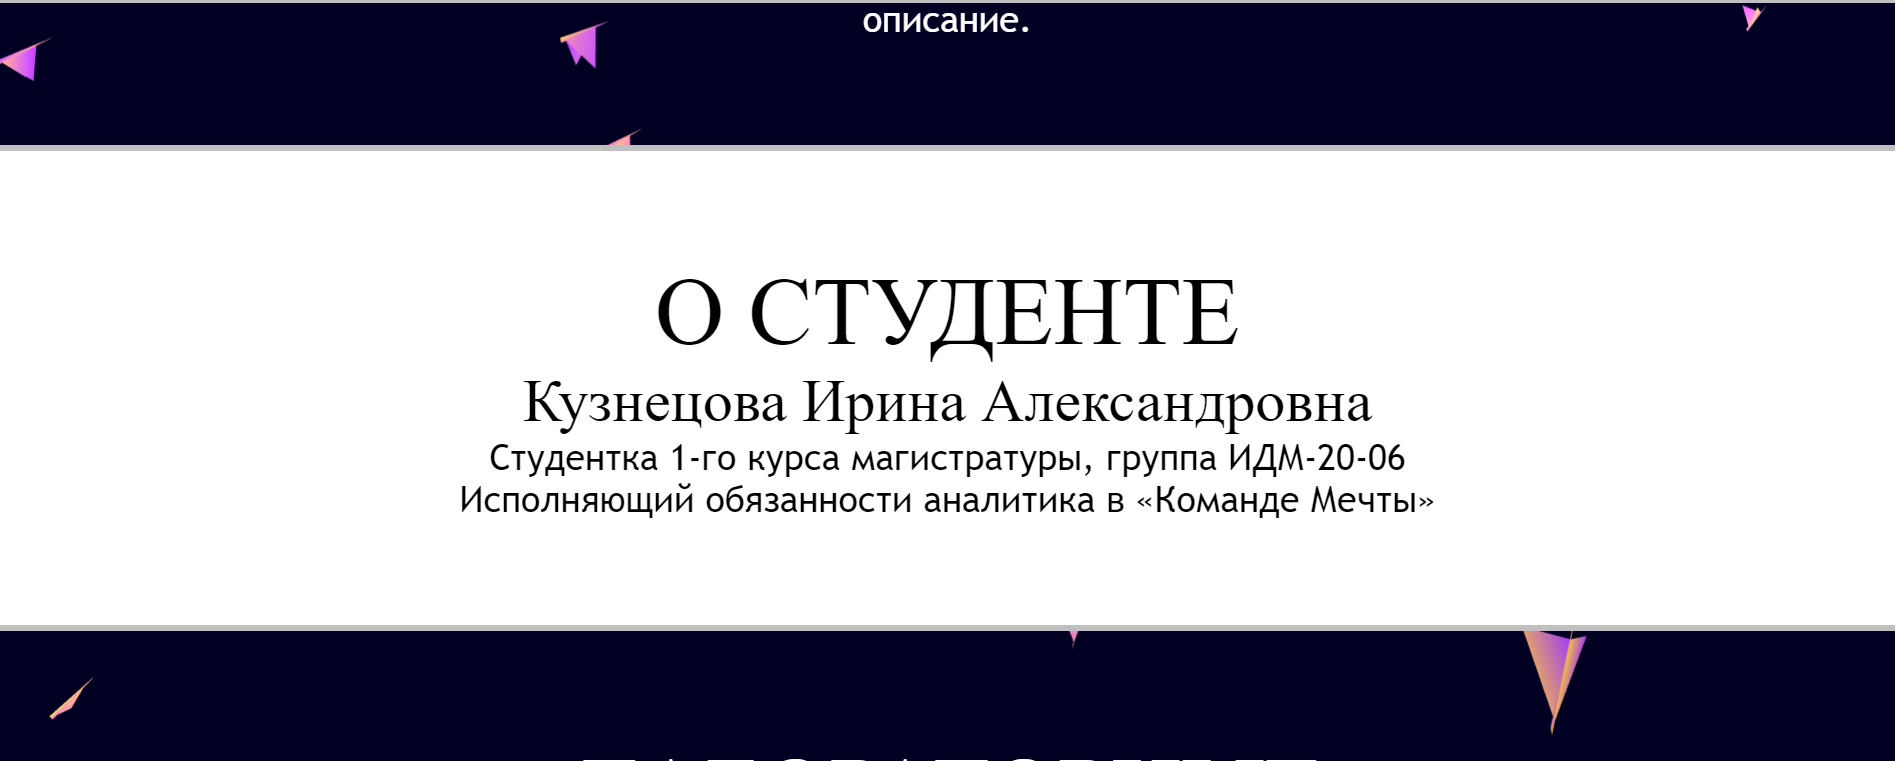 описание.
О СТУДЕНТЕ
Кузнецова Ирина Александровна
Студентка 1-го курса магистратуры, группа ИДМ-20-06
Исполняющий обязанности аналитика в «Команде Мечты»